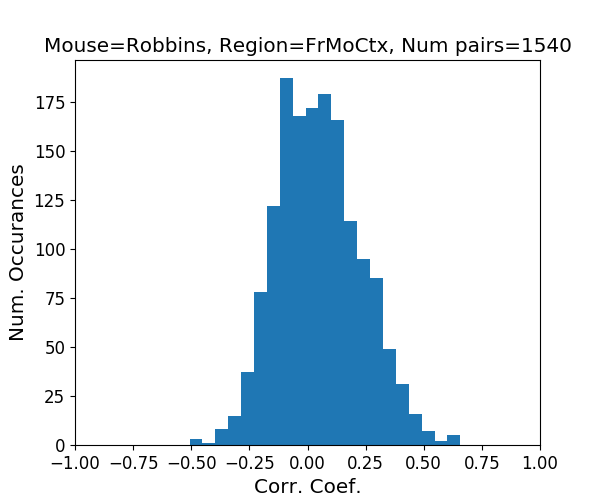 Mouse=Robbins, Region=FrMoCtx, Num pairs=1540
Num. Occurances
175
150
125
100
75
50
25
0
−1.00 −0.75 −0.50 −0.25 0.00 0.25 0.50 0.75 1.00
Corr. Coef.